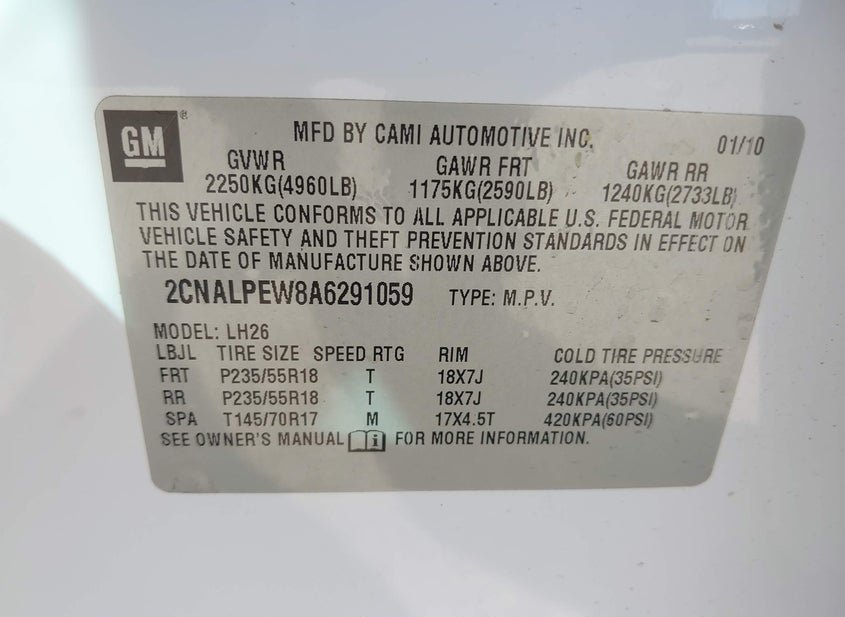 GM ®
MFD BY CAMI AUTOMOTIVE INC. 01/10
GVWR GAWR FRT GAWR RR
2250KG(4960LB) 1175KG(2590LB) 1240KG(2733LB)
THIS VEHICLE CONFORMS TO ALL APPLICABLE U.S. FEDERAL MOTOR
VEHICLE SAFETY AND THEFT PREVENTION STANDARDS IN EFFECT ON
THE DATE OF MANUFACTURE SHOWN ABOVE.
2CNALPEW8A6291059 TYPE: M.P.V.
MODEL: LH26
LBJL TIRE SIZE SPEED RTG RIM COLD TIRE PRESSURE
FRT P235/55R18 T 18X7J 240KPA(35PSI)
RR P235/55R18 T 18X7J 240KPA(35PSI)
SPA T145/70R17 M 17X4.5T 420KPA(60PSI)
SEE OWNER'S MANUAL i FOR MORE INFORMATION.